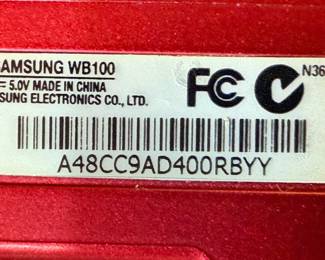 SAMSUNG WB100
= 5.0V MADE IN CHINA
SUNG ELECTRONICS CO., LTD.
FC
N36
A48CC9AD400RBYY